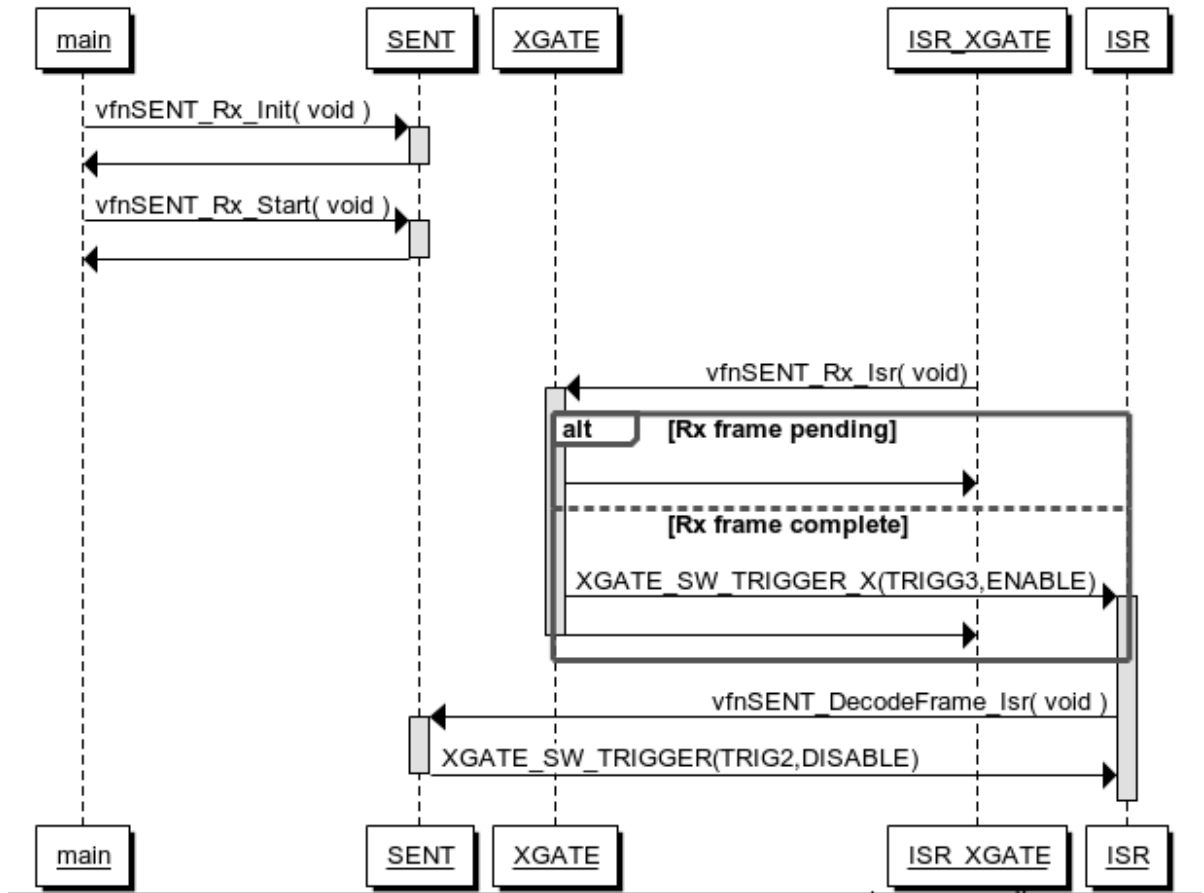 main SENT XGATE ISR_XGATE ISR
vfnSENT_Rx_Init( void )
vfnSENT_Rx_Start( void )
vfnSENT_Rx_Isr( void)
alt [Rx frame pending]
[Rx frame complete]
XGATE_SW_TRIGGER_X(TRIGG3,ENABLE)
vfnSENT_DecodeFrame_Isr( void )
XGATE_SW_TRIGGER(TRIG2,DISABLE)
main SENT XGATE ISR_XGATE ISR